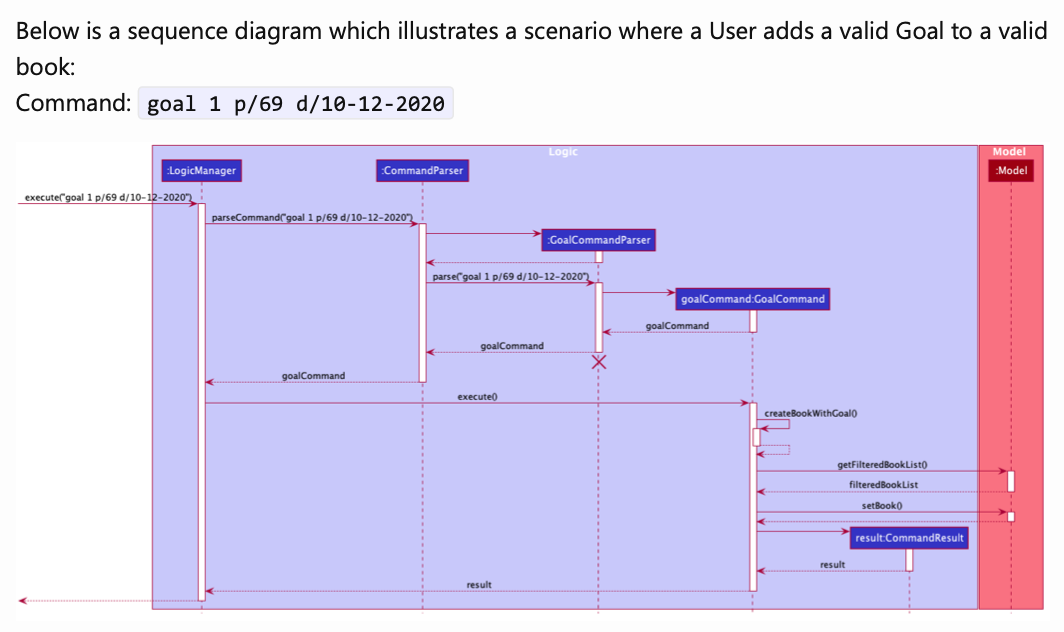 Below is a sequence diagram which illustrates a scenario where a User adds a valid Goal to a valid
book:
Command: goal 1 p/69 d/10-12-2020
Logic
Model
:LogicManager
:CommandParser
:Model
execute("goal 1 p/69 d/10-12-2020")
parseCommand("goal 1 p/69 d/10-12-2020")
:GoalCommandParser
parse("goal 1 p/69 d/10-12-2020")
goalCommand:GoalCommand
goalCommand
goalCommand
goalCommand
execute()
createBookWithGoal()
getFilteredBookList()
filteredBookList
setBook()
result:CommandResult
result
result